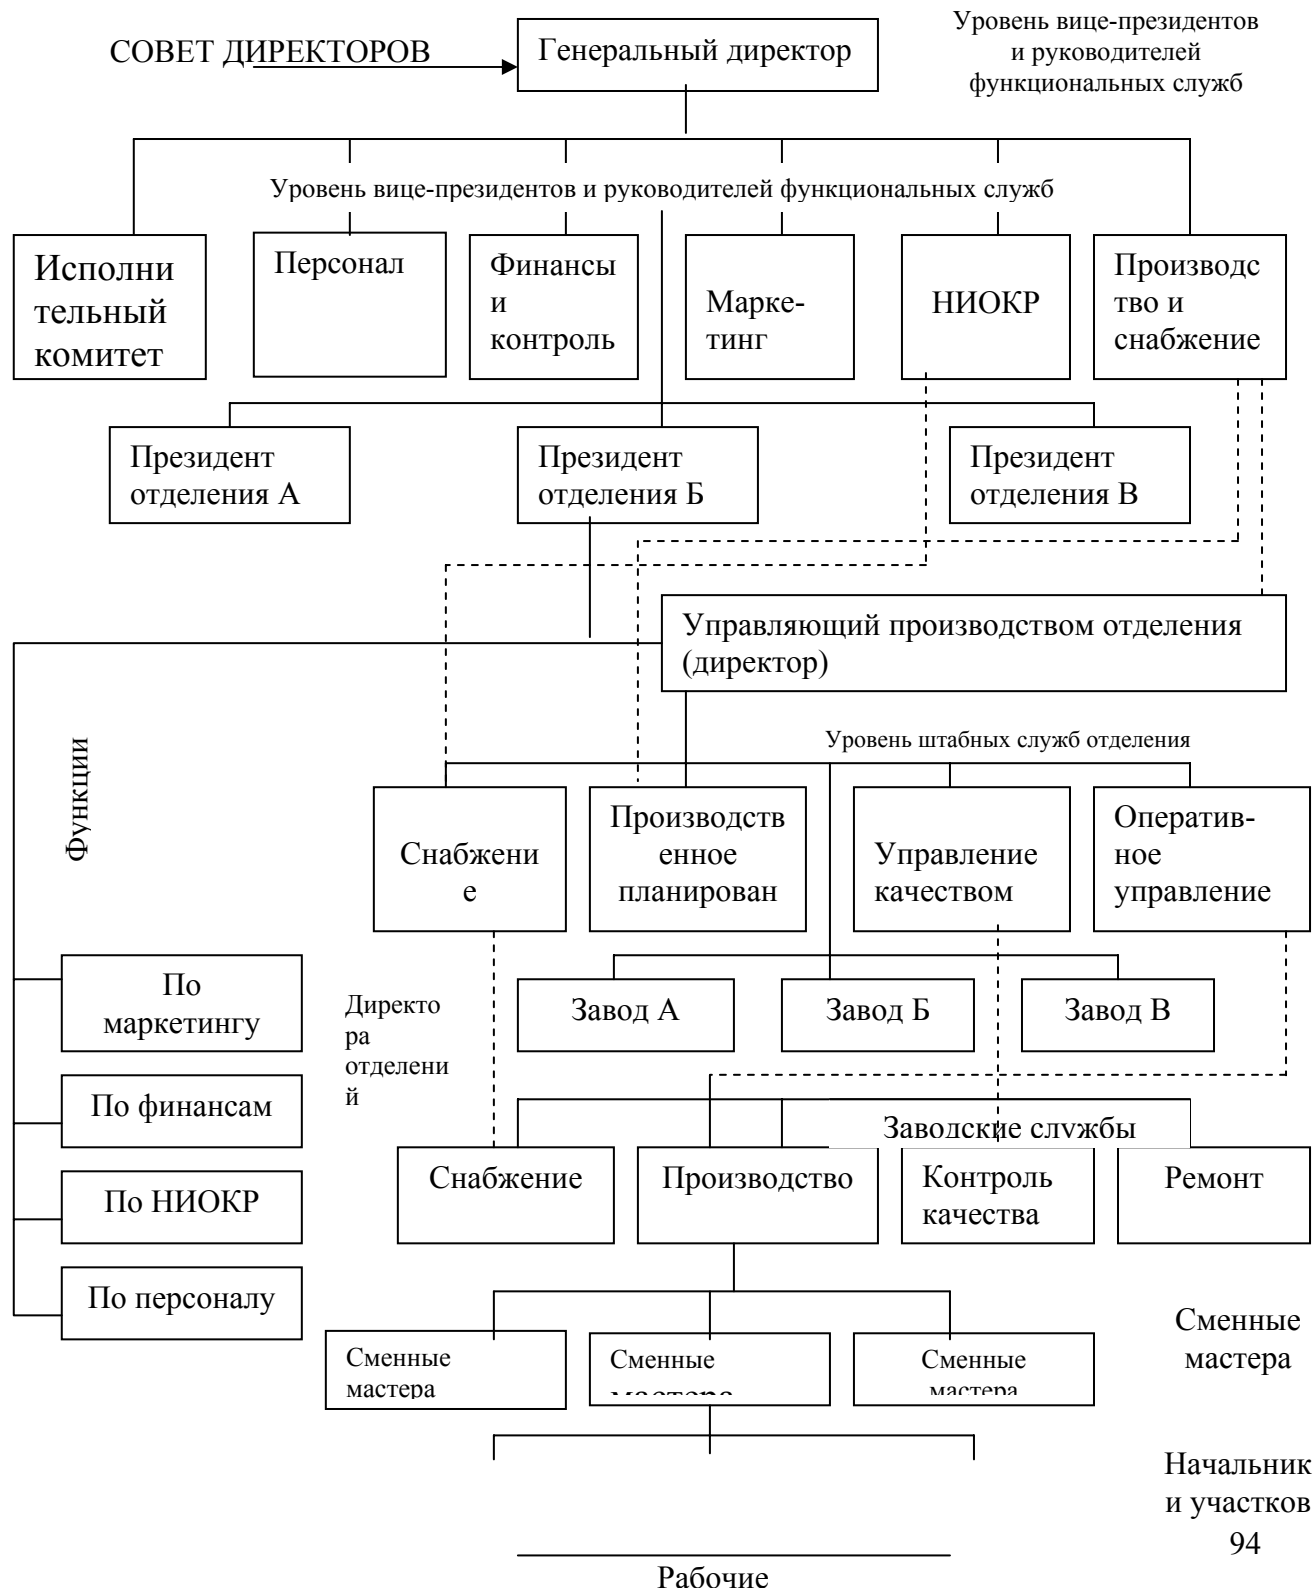 СОВЕТ ДИРЕКТОРОВ
Генеральный директор
Уровень вице-президентов
и руководителей
функциональных служб
Уровень вице-президентов и руководителей функциональных служб
Исполни
тельный
комитет
Персонал
Финансы
и
контроль
Марке-
тинг
НИОКР
Производс
тво и
снабжение
Президент
отделения А
Президент
отделения Б
Президент
отделения В
Управляющий производством отделения
(директор)
Функции
Уровень штабных служб отделения
Снабжени
е
Производств
енное
планирован
Управление
качеством
Оператив-
ное
управление
По
маркетингу
По финансам
По НИОКР
По персоналу
Директо
ра
отделени
й
Завод А
Завод Б
Завод В
Заводские службы
Снабжение
Производство
Контроль
качества
Ремонт
Сменные
мастера
Сменные
мастера
Сменные
мастера
Сменные
мастера
Начальник
и участков
94
Рабочие